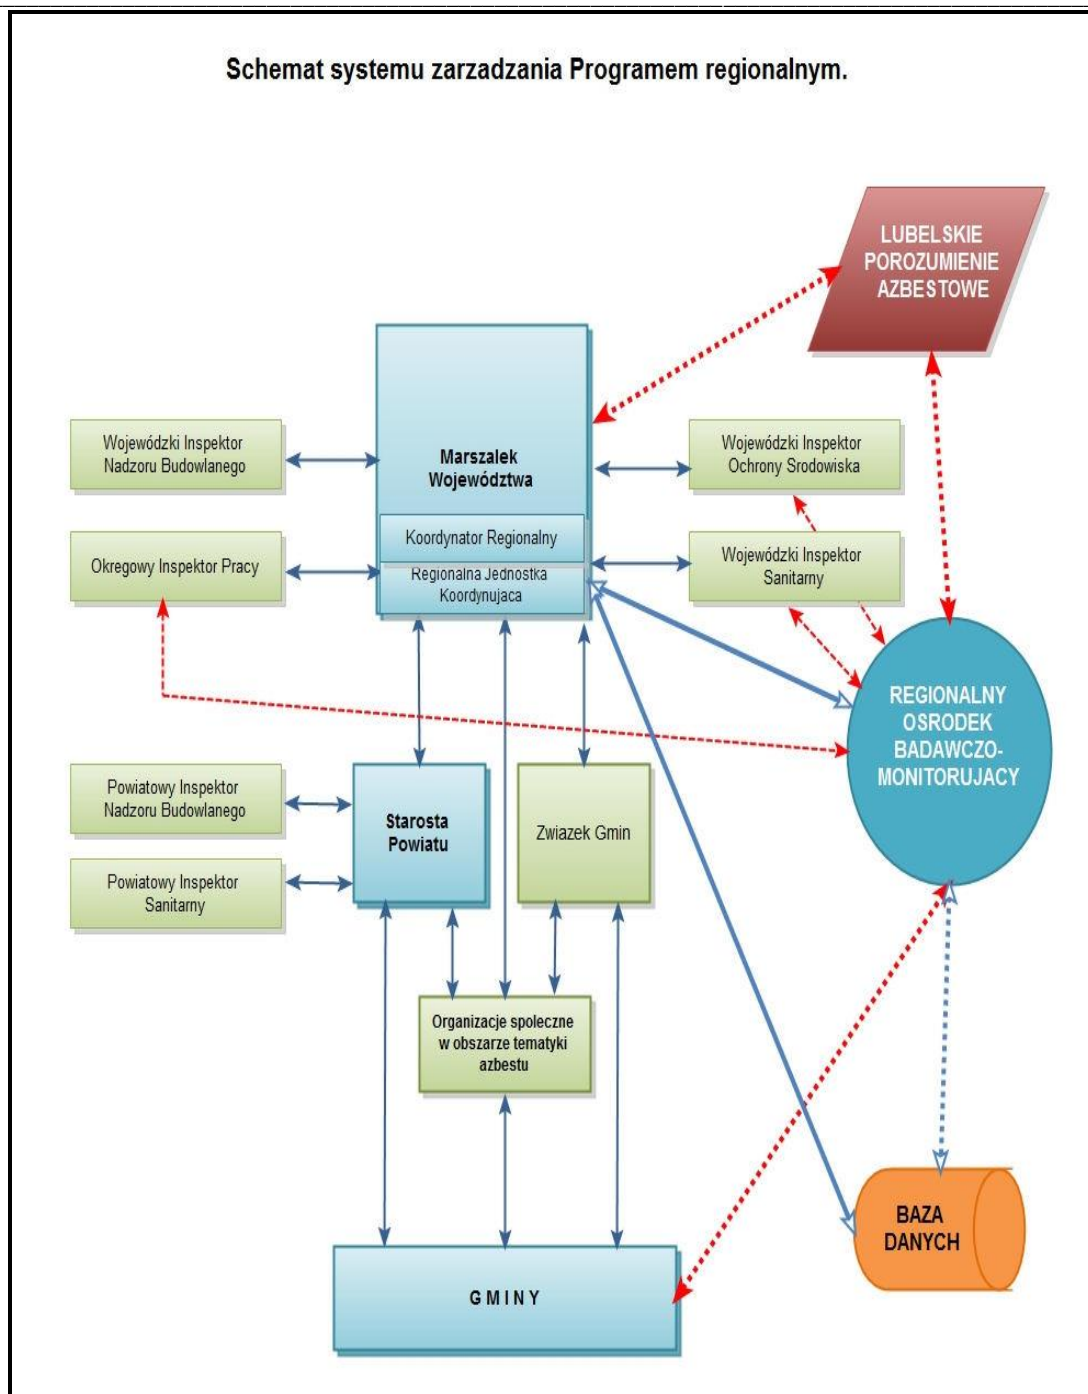 Schemat systemu zarzadzania Programem regionalnym.
LUBELSKIE
POROZUMIENIE
AZBESTOWE
Wojewódzki Inspektor
Nadzoru Budowlanego
Marszalek
Województwa
Wojewódzki Inspektor
Ochrony Srodowiska
Koordynator Regionalny
Okregowy Inspektor Pracy
Regionalna Jednostka
Koordynujaca
Wojewódzki Inspektor
Sanitarny
REGIONALNY
OSRODEK
BADAWCZO-
MONITORUJACY
Powiatowy Inspektor
Nadzoru Budowlanego
Starosta
Powiatu
Zwiazek Gmin
Powiatowy Inspektor
Sanitarny
Organizacje spoleczne
w obszarze tematyki
azbestu
BAZA
DANYCH
G M I N Y